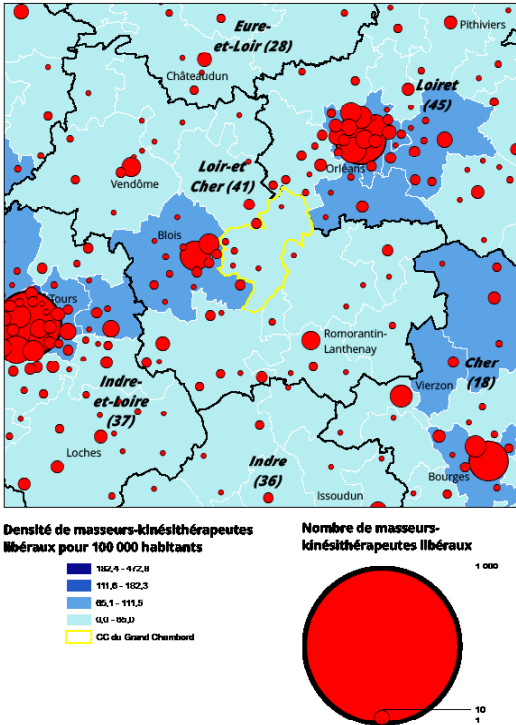 Eure-
et-Loir (28)
Pithiviers
Châteaudun
Loiret
(45)
Loir-et
Cher (41)
Vendôme
Orléans
Blois
Tours
Romorantin-
Lanthenay
Cher
(18)
Vierzon
Indre-
et-Loire
(37)
Loches
Indre
(36)
Bourges
Issoudun
Densité de masseurs-kinésithérapeutes
libéraux pour 100 000 habitants
182,4 - 472,8
111,6 - 182,3
65,1 - 111,5
0,0 - 65,0
CC du Grand Chambord
Nombre de masseurs-
kinésithérapeutes libéraux
1 000
10
1